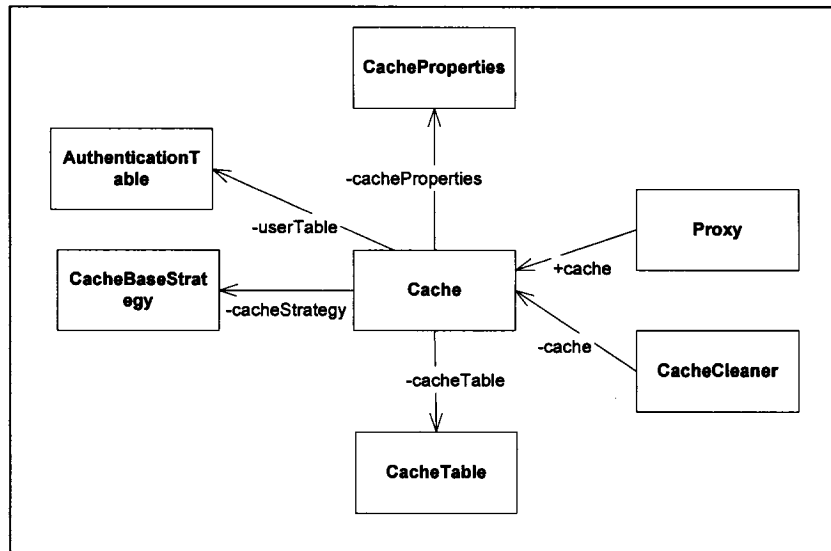 CacheProperties
AuthenticationT
able
-cacheProperties
-userTable
Proxy
CacheBaseStrat
egy
-cacheStrategy
Cache
+cache
-cache
CacheCleaner
-cacheTable
CacheTable